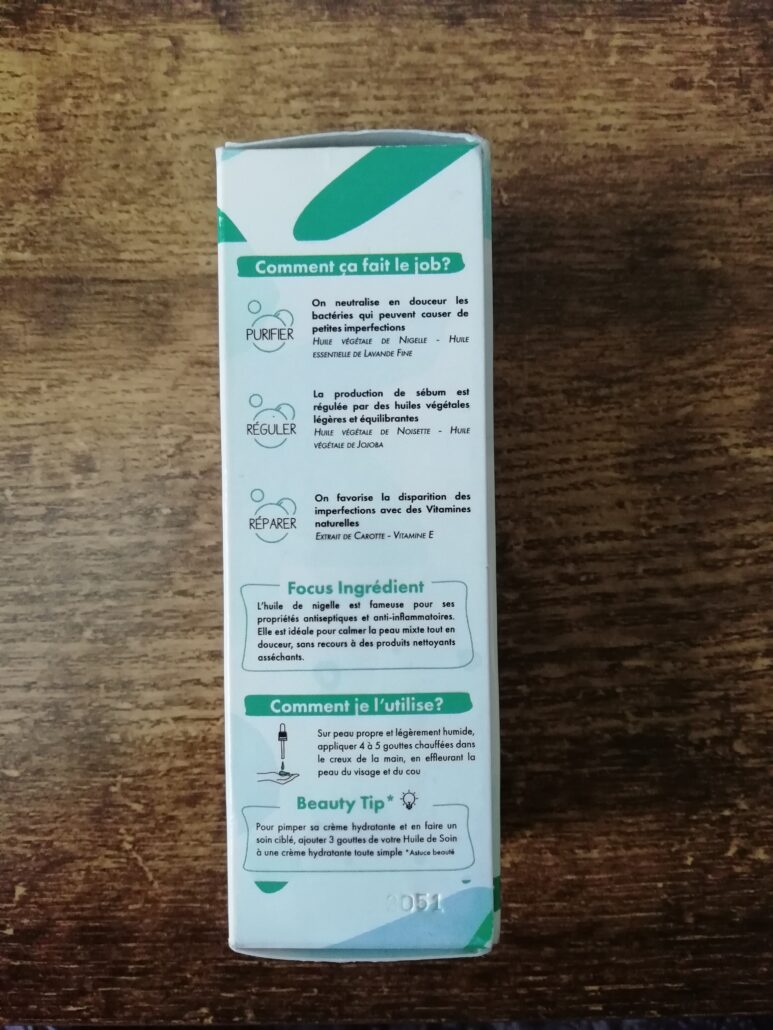 Comment ça fait le job?
PURIFIER
On neutralise en douceur les
bactéries qui peuvent causer de
petites imperfections
HUILE VÉGÉTALE DE NIGELLE - HUILE
ESSENTIELLE DE LAVANDE FINE
RÉGULER
La production de sébum est
régulée par des huiles végétales
légères et équilibrantes
HUILE VÉGÉTALE DE NOISETTE - HUILE
VÉGÉTALE DE JOJOBA
RÉPARER
On favorise la disparition des
imperfections avec des Vitamines
naturelles
EXTRAIT DE CAROTTE - VITAMINE E
Focus Ingrédient
L'huile de nigelle est fameuse pour ses
propriétés antiseptiques et anti-inflammatoires.
Elle est idéale pour calmer la peau mixte tout en
douceur, sans recours à des produits nettoyants
asséchants.
Comment je l'utilise?
Sur peau propre et légèrement humide,
appliquer 4 à 5 gouttes chauffées dans
le creux de la main, en effleurant la
peau du visage et du cou
Beauty Tip*
Pour pimper sa crème hydratante et en faire un
soin ciblé, ajouter 3 gouttes de votre Huile de Soin
à une crème hydratante toute simple *Astuce beauté